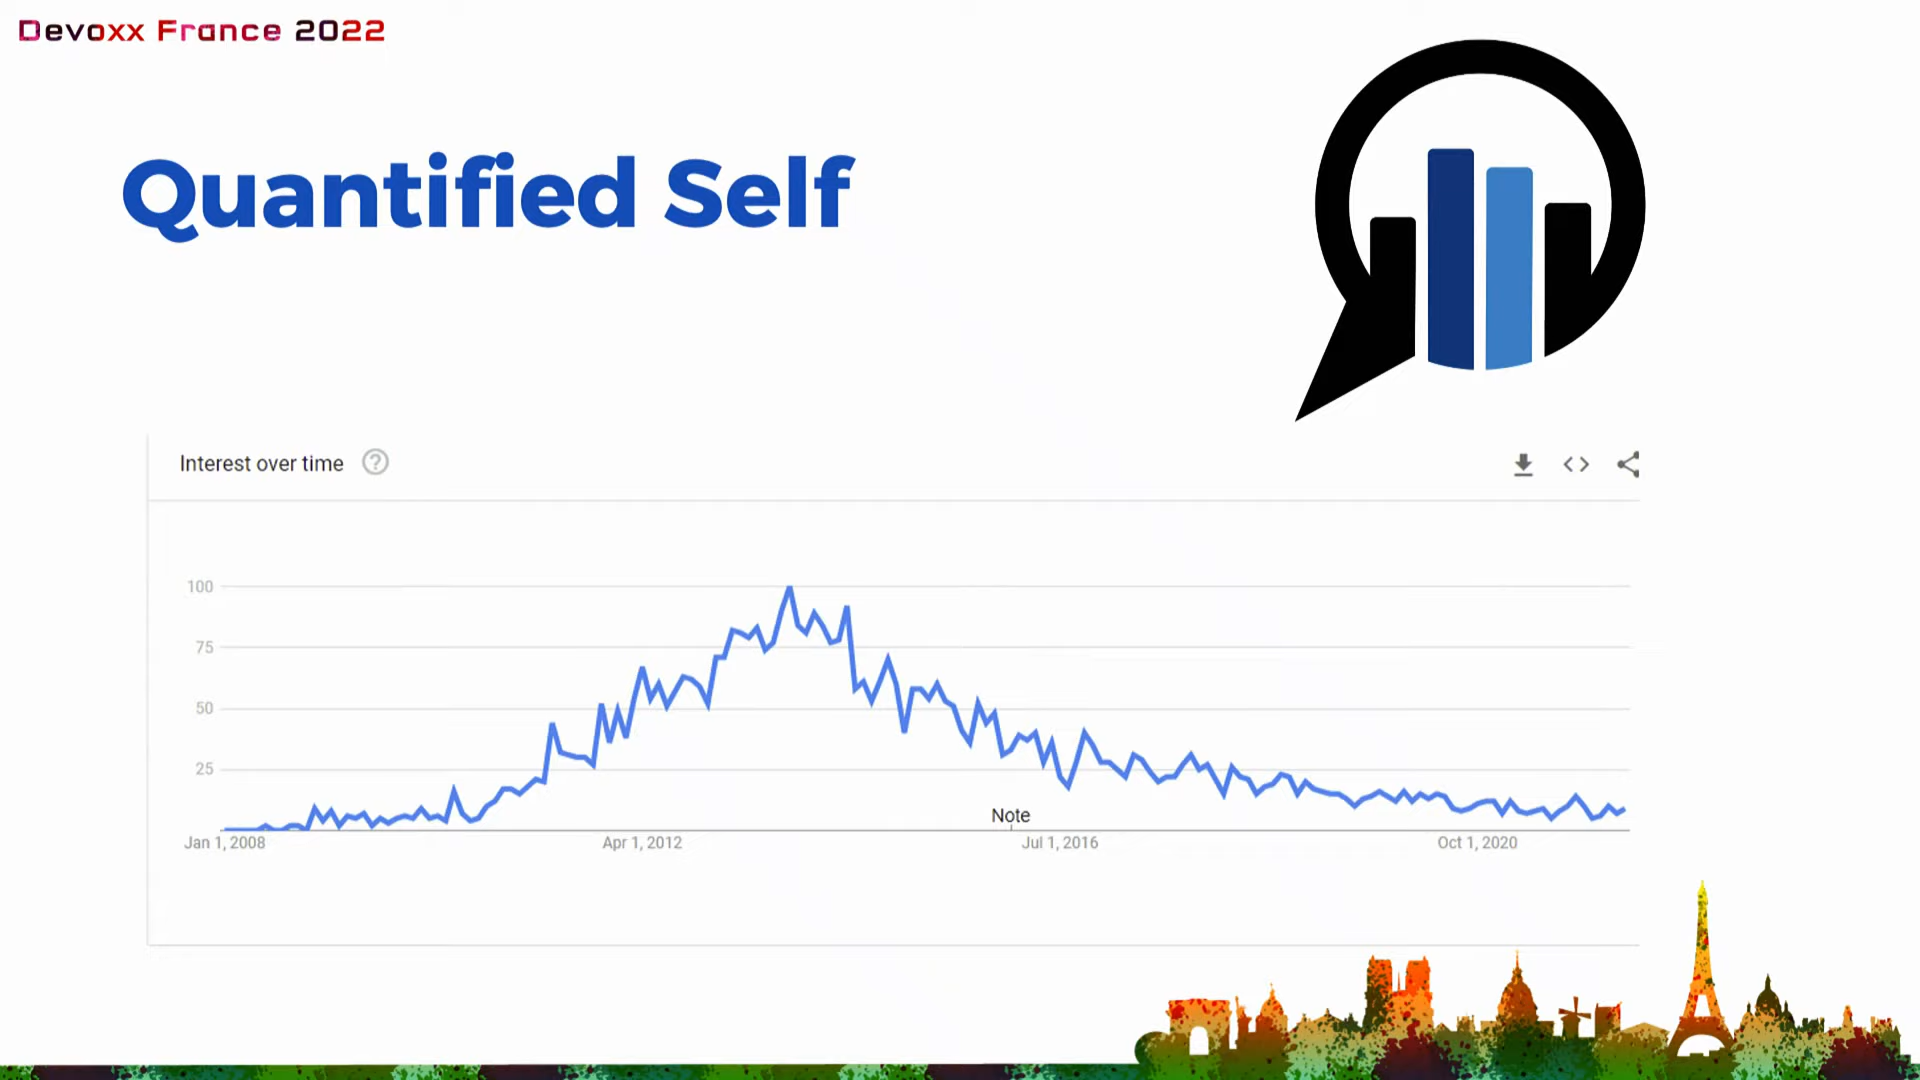 Devoxx France 2022
Quantified Self
Interest over time ?
100
75
50
25
Note
Jan 1, 2008 Apr 1, 2012 Jul 1, 2016 Oct 1, 2020